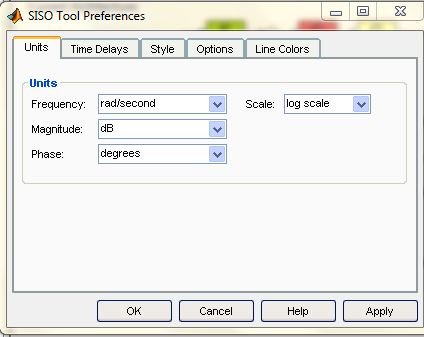 SISO Tool Preferences
Units Time Delays Style Options Line Colors
Units
Frequency: rad/second Scale: log scale
Magnitude: dB
Phase: degrees
OK Cancel Help Apply